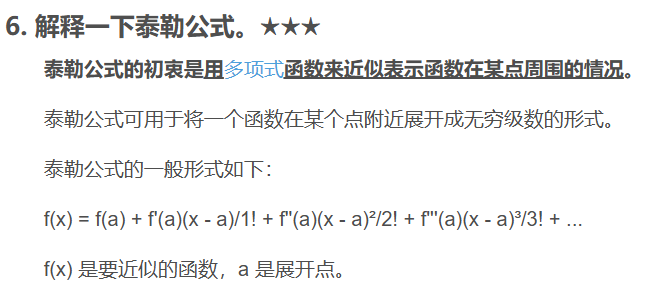 6. 解释一下泰勒公式。★★★
泰勒公式的初衷是用多项式函数来近似表示函数在某点周围的情况。
泰勒公式可用于将一个函数在某个点附近展开成无穷级数的形式。
泰勒公式的一般形式如下：
f(x) = f(a) + f'(a)(x - a)/1! + f''(a)(x - a)²/2! + f'''(a)(x - a)³/3! + ...
f(x) 是要近似的函数，a 是展开点。